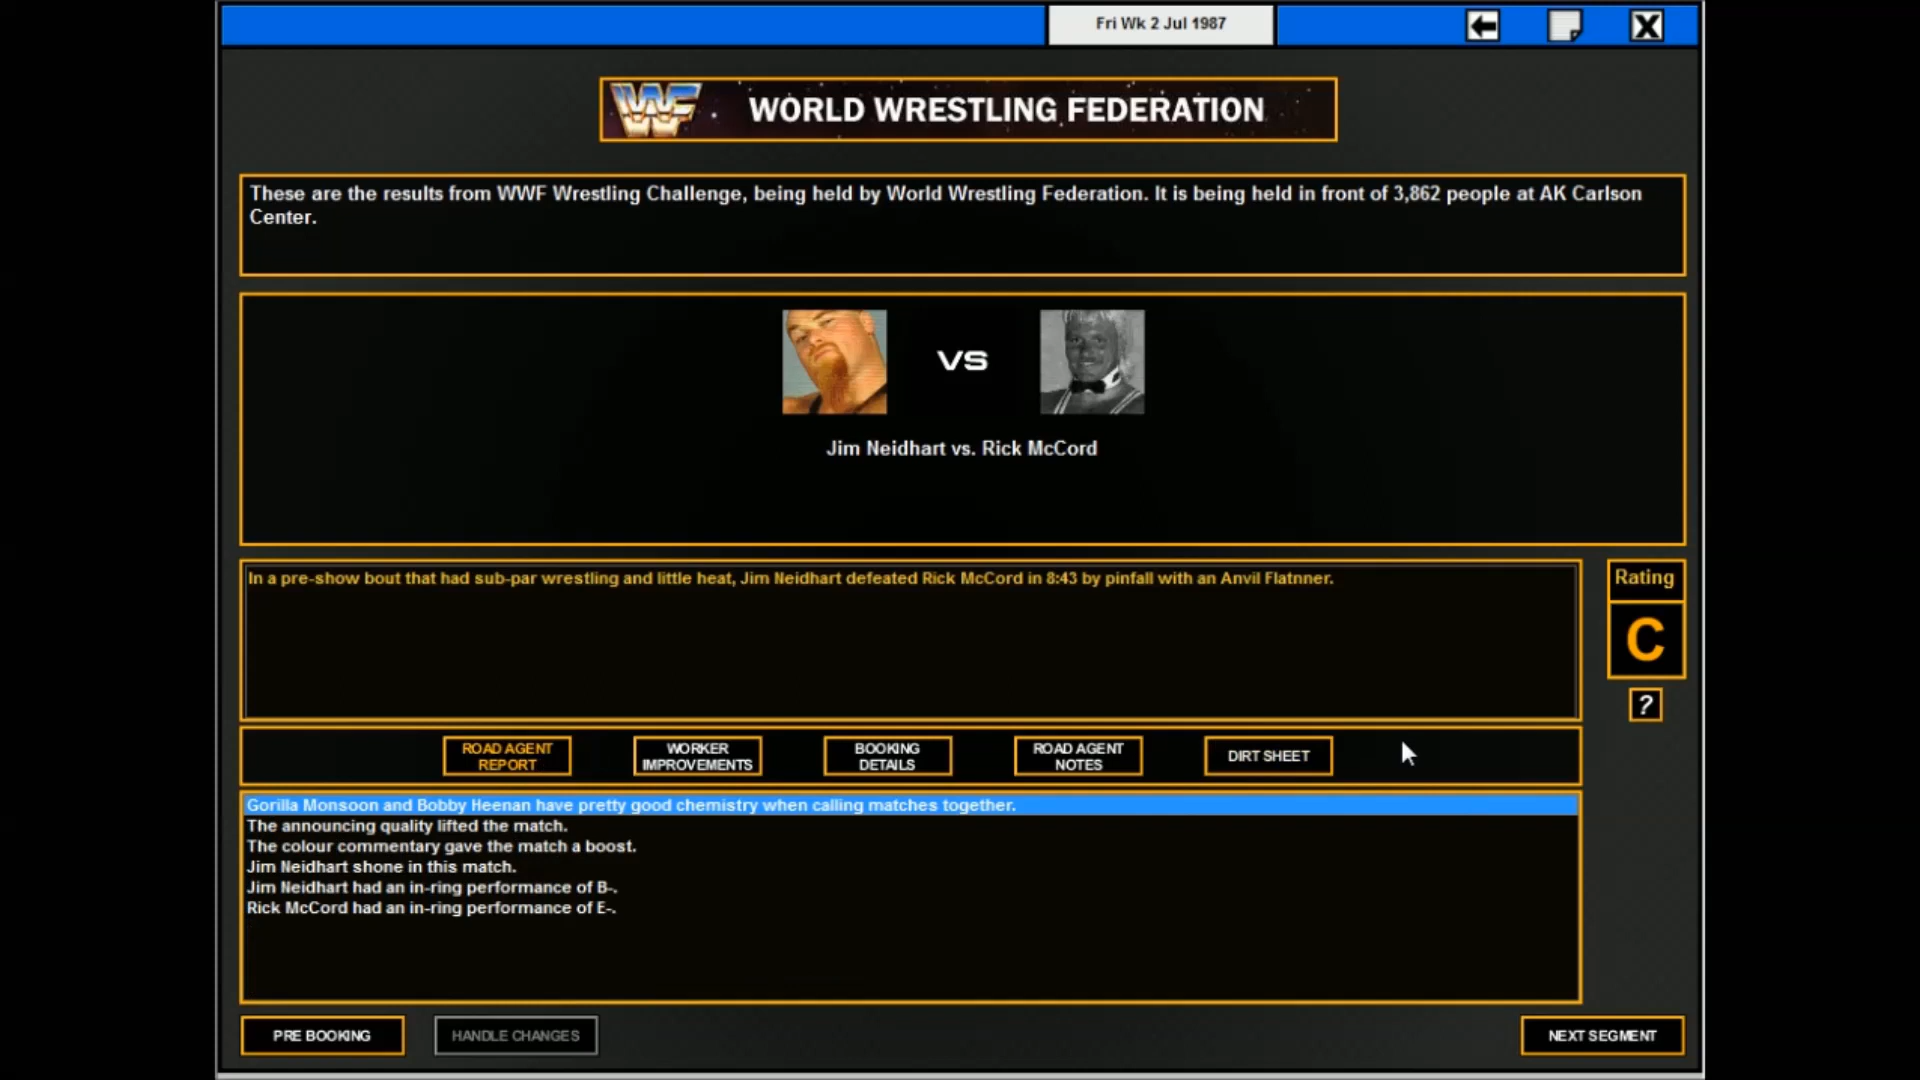 Fri Wk 2 Jul 1987
WF
WORLD WRESTLING FEDERATION
These are the results from WWF Wrestling Challenge, being held by World Wrestling Federation. It is being held in front of 3,862 people at AK Carlson
Center.
VS
Jim Neidhart vs. Rick McCord
In a pre-show bout that had sub-par wrestling and little heat, Jim Neidhart defeated Rick McCord in 8:43 by pinfall with an Anvil Flatnner.
Rating
C
?
ROAD AGENT
REPORT
WORKER
IMPROVEMENTS
BOOKING
DETAILS
ROAD AGENT
NOTES
DIRT SHEET
Gorilla Monsoon and Bobby Heenan have pretty good chemistry when calling matches together.
The announcing quality lifted the match.
The colour commentary gave the match a boost.
Jim Neidhart shone in this match.
Jim Neidhart had an in-ring performance of B-.
Rick McCord had an in-ring performance of E-.
PRE BOOKING
HANDLE CHANGES
NEXT SEGMENT